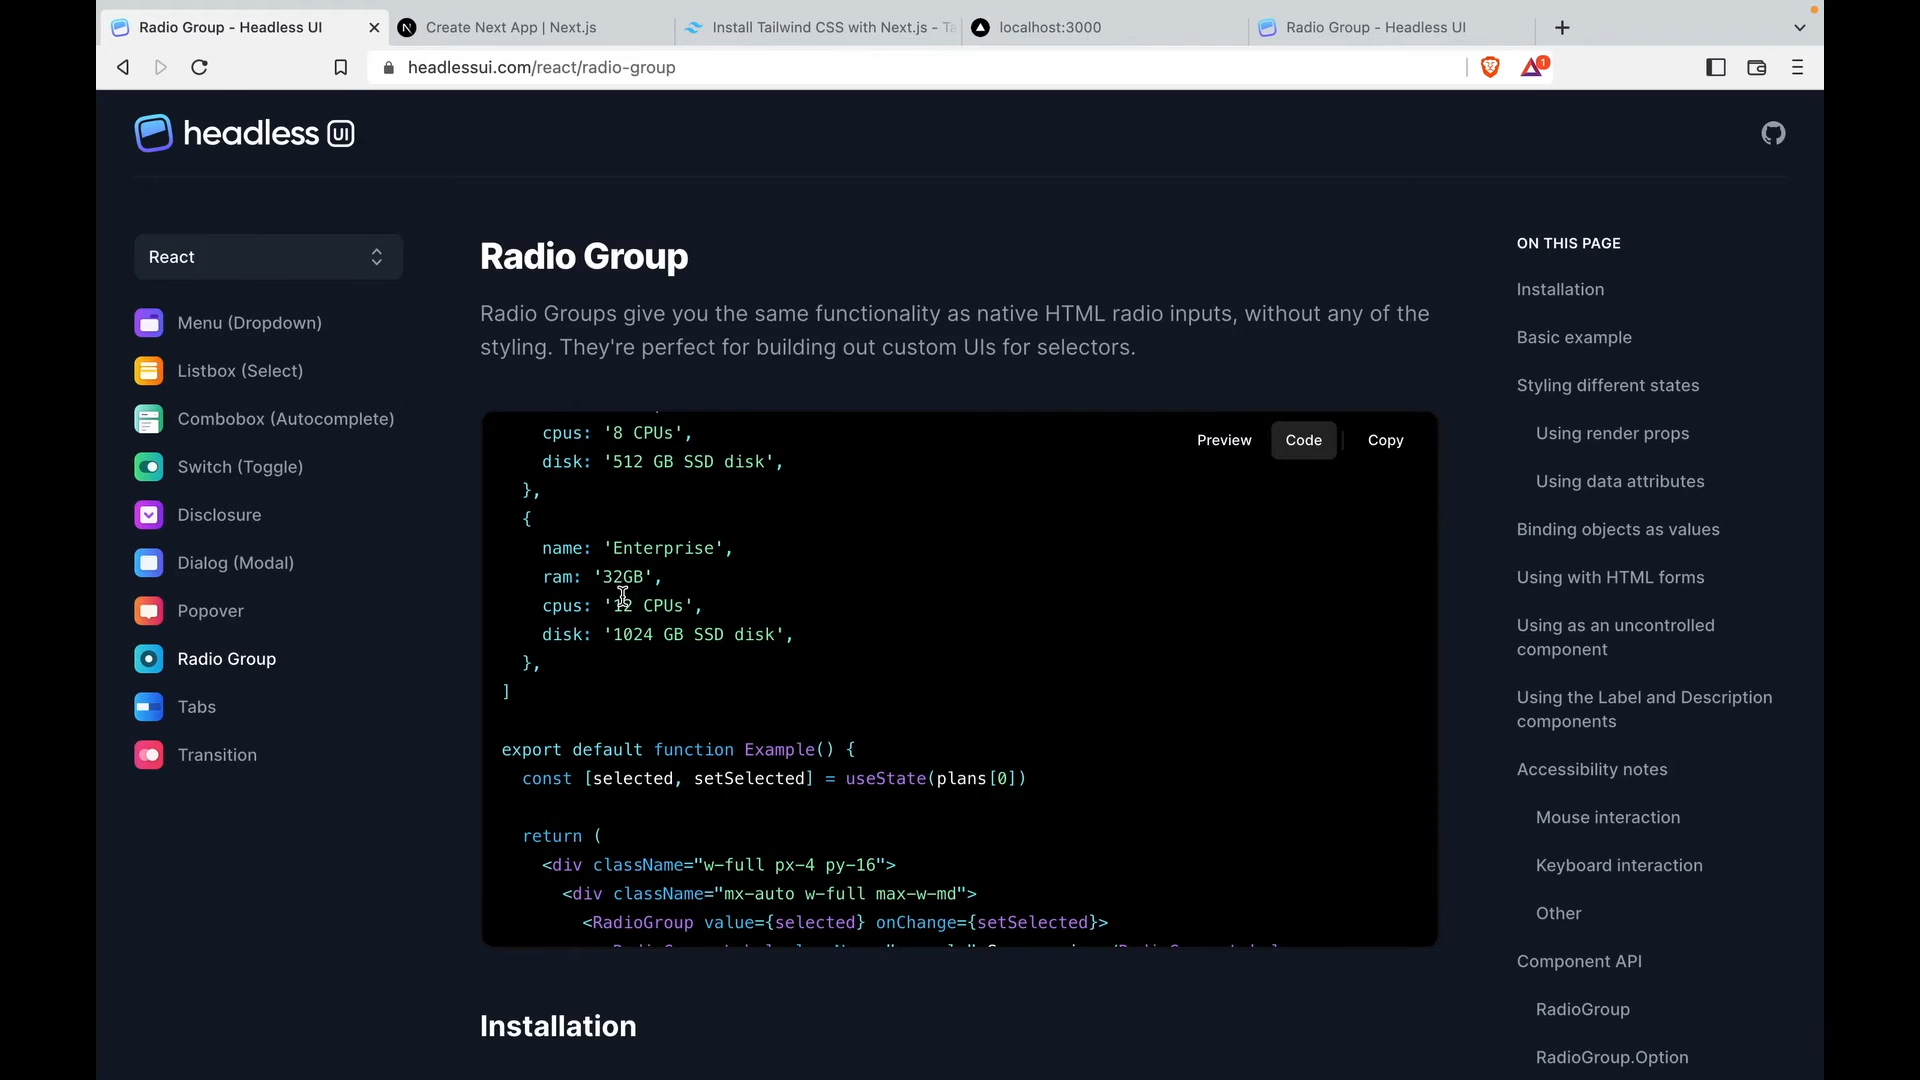 Radio Group - Headless UI
Create Next App | Next.js
Install Tailwind CSS with Next.js - Ta
localhost:3000
Radio Group - Headless UI
headlessui.com/react/radio-group
1
headless UI
React
Menu (Dropdown)
Listbox (Select)
Combobox (Autocomplete)
Switch (Toggle)
Disclosure
Dialog (Modal)
Popover
Radio Group
Tabs
Transition
Radio Group
Radio Groups give you the same functionality as native HTML radio inputs, without any of the
styling. They're perfect for building out custom UIs for selectors.
Preview
Code
Copy
cpus: '8 CPUs',
disk: '512 GB SSD disk',
},
{
name: 'Enterprise',
ram: '32GB',
cpus: '12 CPUs',
disk: '1024 GB SSD disk',
},
]
export default function Example() {
const [selected, setSelected] = useState(plans[0])
return (
<div className="w-full px-4 py-16">
<div className="mx-auto w-full max-w-md">
<RadioGroup value={selected} onChange={setSelected}>
Installation
ON THIS PAGE
Installation
Basic example
Styling different states
Using render props
Using data attributes
Binding objects as values
Using with HTML forms
Using as an uncontrolled
component
Using the Label and Description
components
Accessibility notes
Mouse interaction
Keyboard interaction
Other
Component API
RadioGroup
RadioGroup.Option